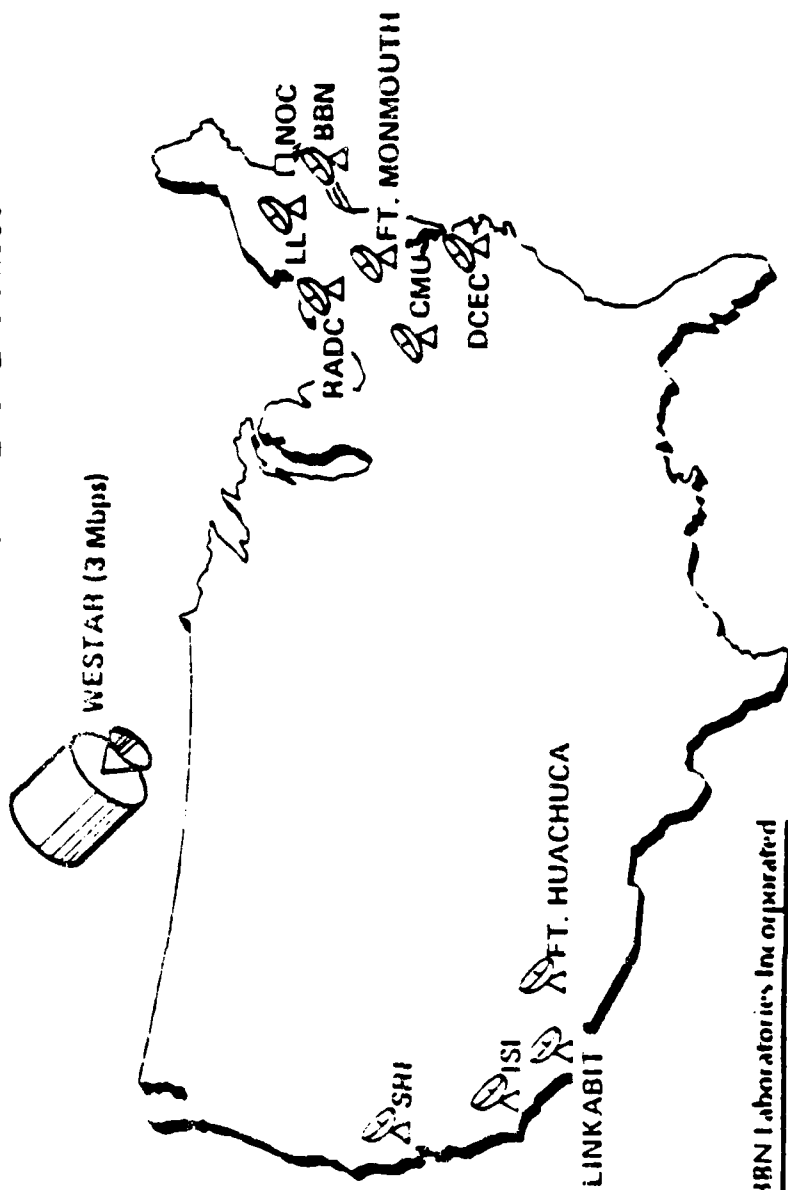 WESTAR (3 Mbps)
NOC
BBN
LL
FT. MONMOUTH
RADC
CMU
DCEC
SRI
ISI
FT. HUACHUCA
LINKABIT
BBN Laboratories Incorporated